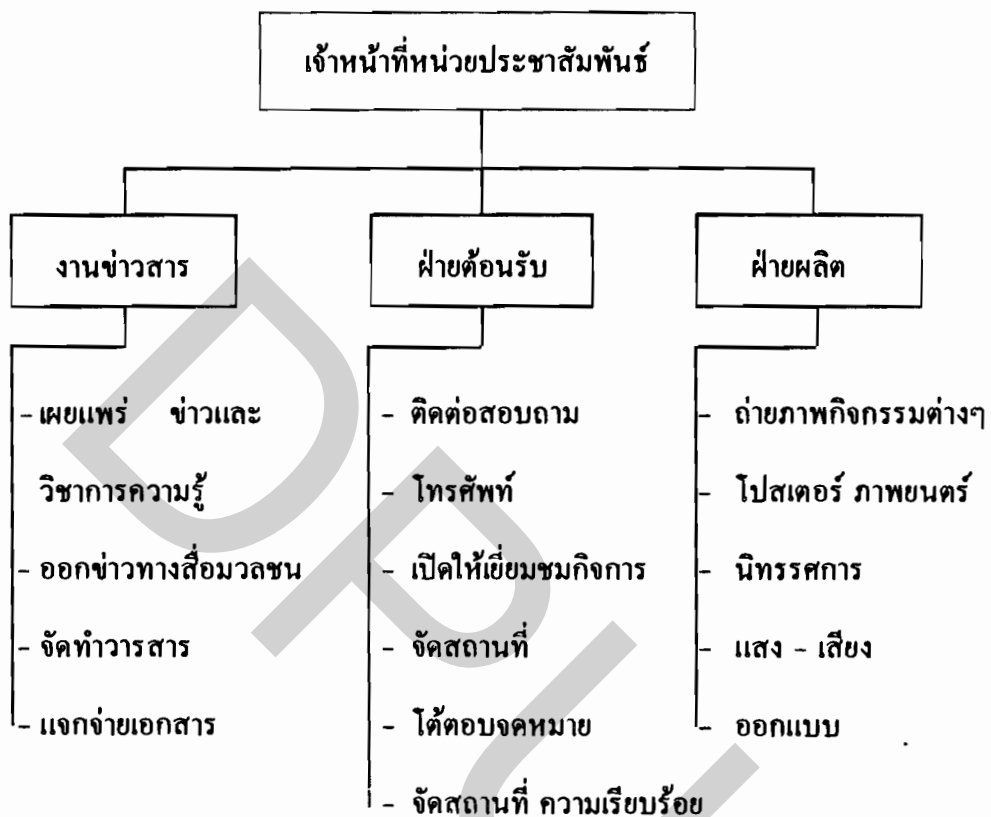 เจ้าหน้าที่หน่วยประชาสัมพันธ์
งานข่าวสาร
- เผยแพร่ ข่าวและ
วิชาการความรู้
- ออกข่าวทางสื่อมวลชน
- จัดทำวารสาร
- แจกจ่ายเอกสาร
ฝ่ายต้อนรับ
- ติดต่อสอบถาม
- โทรศัพท์
- เปิดให้เยี่ยมชมกิจการ
- จัดสถานที่
- โต้ตอบจดหมาย
- จัดสถานที่ ความเรียบร้อย
ฝ่ายผลิต
- ถ่ายภาพกิจกรรมต่างๆ
- โปสเตอร์ ภาพยนตร์
- นิทรรศการ
- แสง - เสียง
- ออกแบบ
DPU